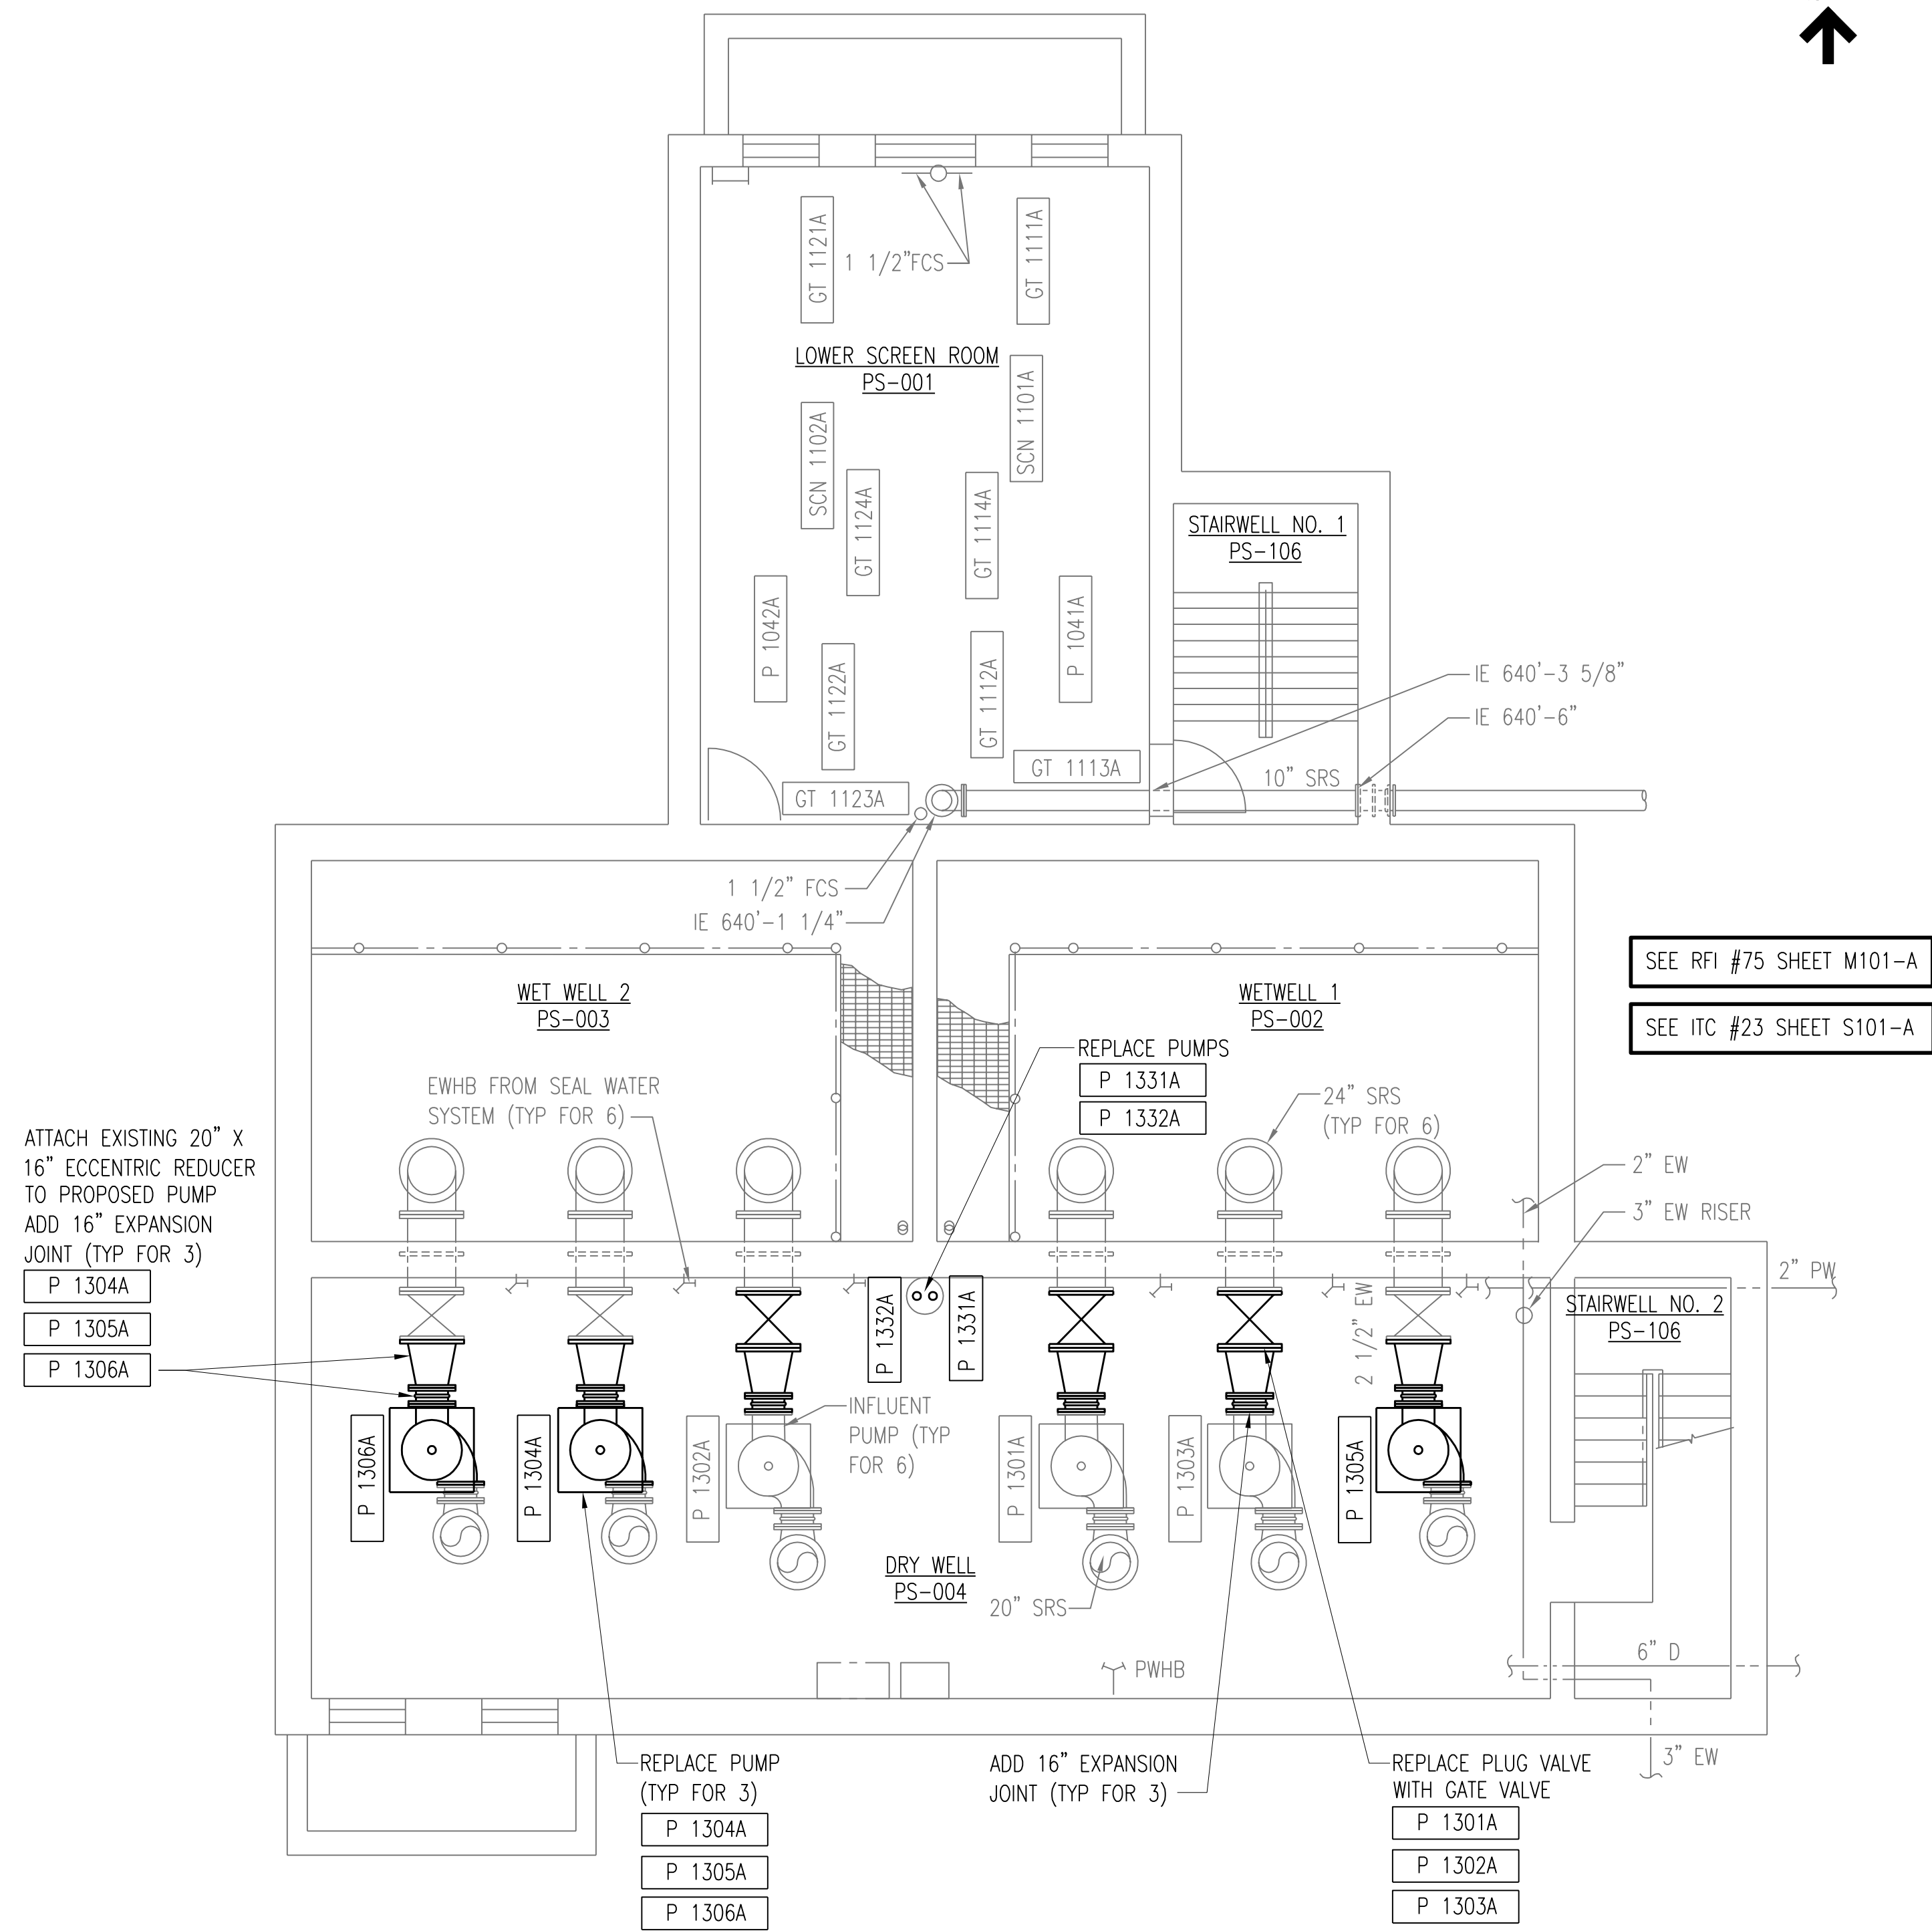 GT 1121A
1 1/2"FCS
GT 1111A
LOWER SCREEN ROOM
PS-001
SCN 1101A
SCN 1102A
GT 1124A
GT 1114A
STAIRWELL NO. 1
PS-106
P 1042A
P 1041A
GT 1122A
GT 1112A
IE 640'-3 5/8"
IE 640'-6"
GT 1113A
10" SRS
GT 1123A
1 1/2" FCS
IE 640'-1 1/4"
SEE RFI #75 SHEET M101-A
SEE ITC #23 SHEET S101-A
WET WELL 2
PS-003
WETWELL 1
PS-002
REPLACE PUMPS
P 1331A
P 1332A
EWHB FROM SEAL WATER
SYSTEM (TYP FOR 6)
24" SRS
(TYP FOR 6)
ATTACH EXISTING 20" X
16" ECCENTRIC REDUCER
TO PROPOSED PUMP
ADD 16" EXPANSION
JOINT (TYP FOR 3)
P 1304A
P 1305A
P 1306A
2" EW
3" EW RISER
2" PW
P 1332A
P 1331A
2 1/2" EW
STAIRWELL NO. 2
PS-106
INFLUENT
PUMP (TYP
FOR 6)
P 1306A
P 1304A
P 1302A
P 1301A
P 1303A
P 1305A
DRY WELL
PS-004
20" SRS
PWHB
6" D
3" EW
REPLACE PUMP
(TYP FOR 3)
P 1304A
P 1305A
P 1306A
ADD 16" EXPANSION
JOINT (TYP FOR 3)
REPLACE PLUG VALVE
WITH GATE VALVE
P 1301A
P 1302A
P 1303A